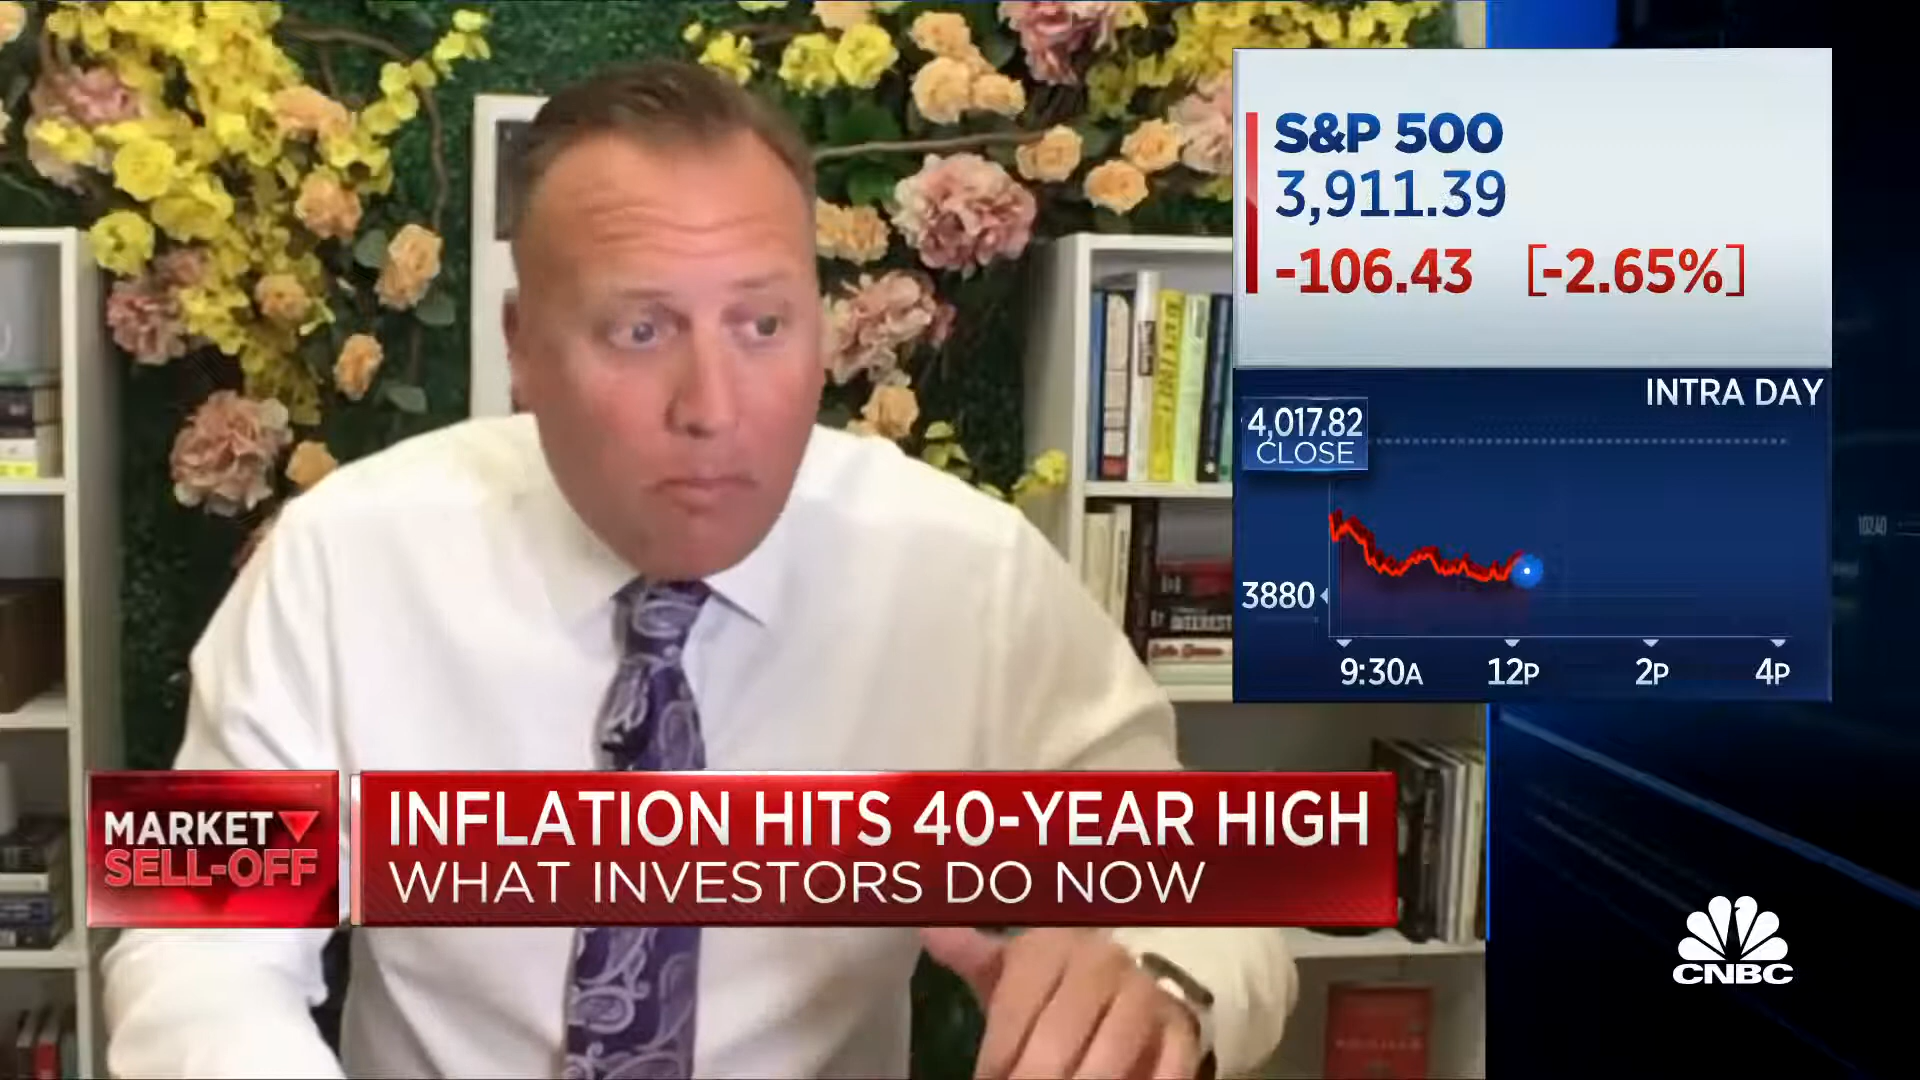 S&P 500
3,911.39
-106.43 [-2.65%]
INTRA DAY
4,017.82
CLOSE
3880
9:30A 12P 2P 4P
INTEREST
MARKET
SELL-OFF
INFLATION HITS 40-YEAR HIGH
WHAT INVESTORS DO NOW
CNBC